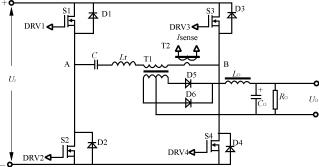 + S1 D1 S3 D3
DRV1 DRV3
Isense
T2
A C Lr T1 B
Ui
D5 Lo
D6
+ Co Ro Uo
S2 D2 S4 D4
DRV2 DRV4
−